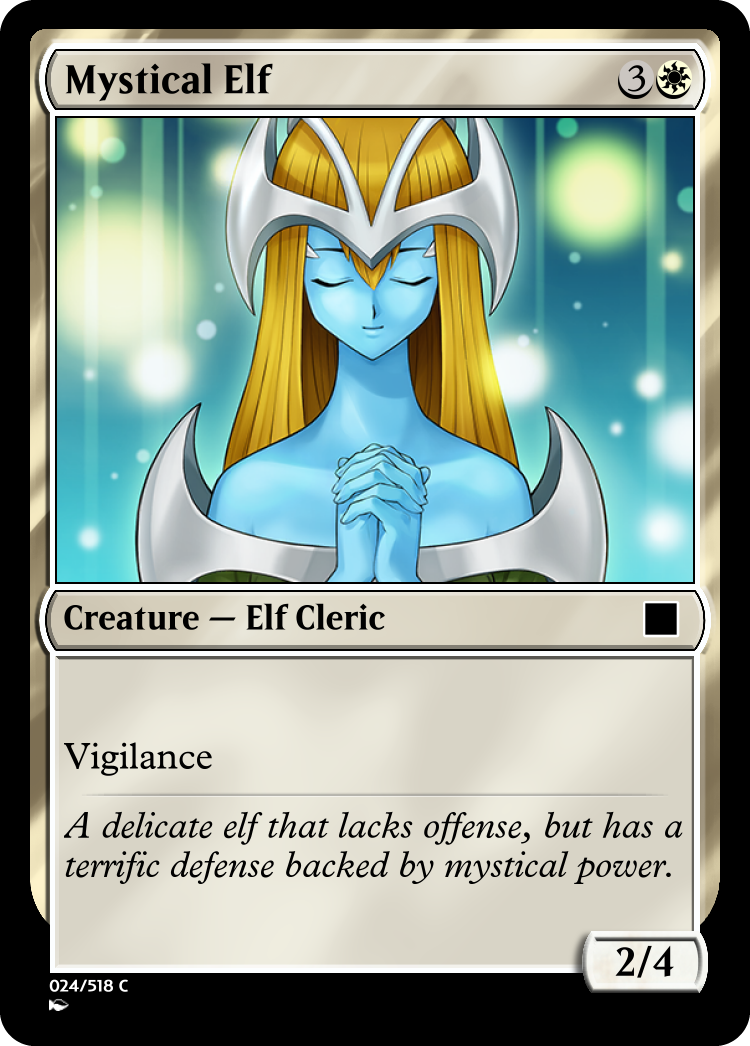 Mystical Elf 3
Creature — Elf Cleric
Vigilance
A delicate elf that lacks offense, but has a
terrific defense backed by mystical power.
2/4
024/518 C